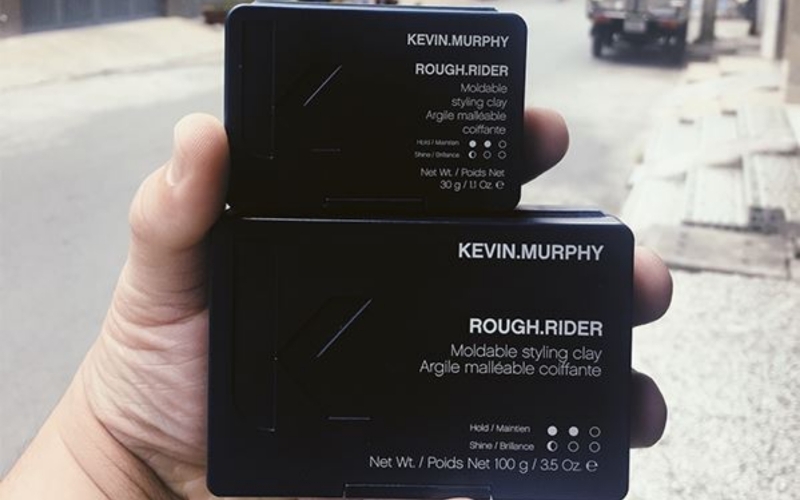 KEVIN.MURPHY
ROUGH.RIDER
Moldable
styling clay
Argile malléable
coiffante
Hold / Maintien
Shine / Brillance
Net Wt. / Poids Net
30 g / 1.1 Oz. ℮
KEVIN.MURPHY
ROUGH.RIDER
Moldable styling clay
Argile malléable coiffante
Hold / Maintien
Shine / Brillance
Net Wt. / Poids Net 100 g / 3.5 Oz. ℮